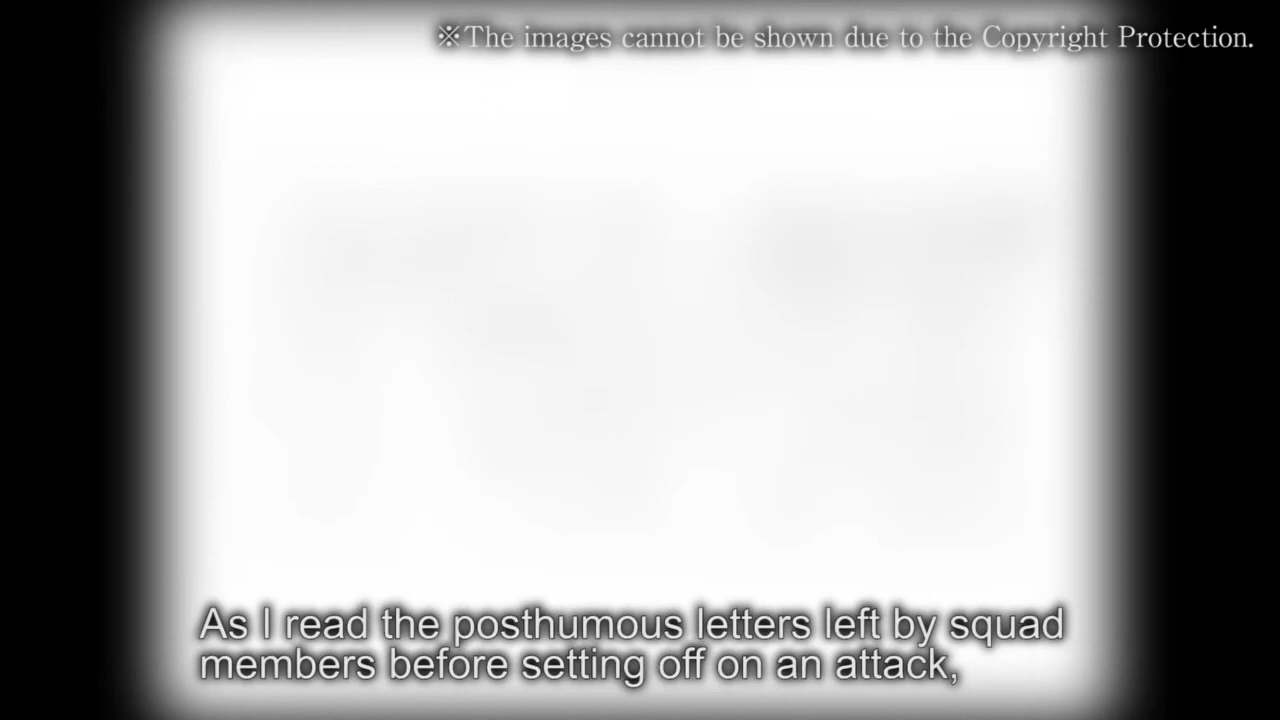 ※The images cannot be shown due to the Copyright Protection.
As I read the posthumous letters left by squad
members before setting off on an attack,